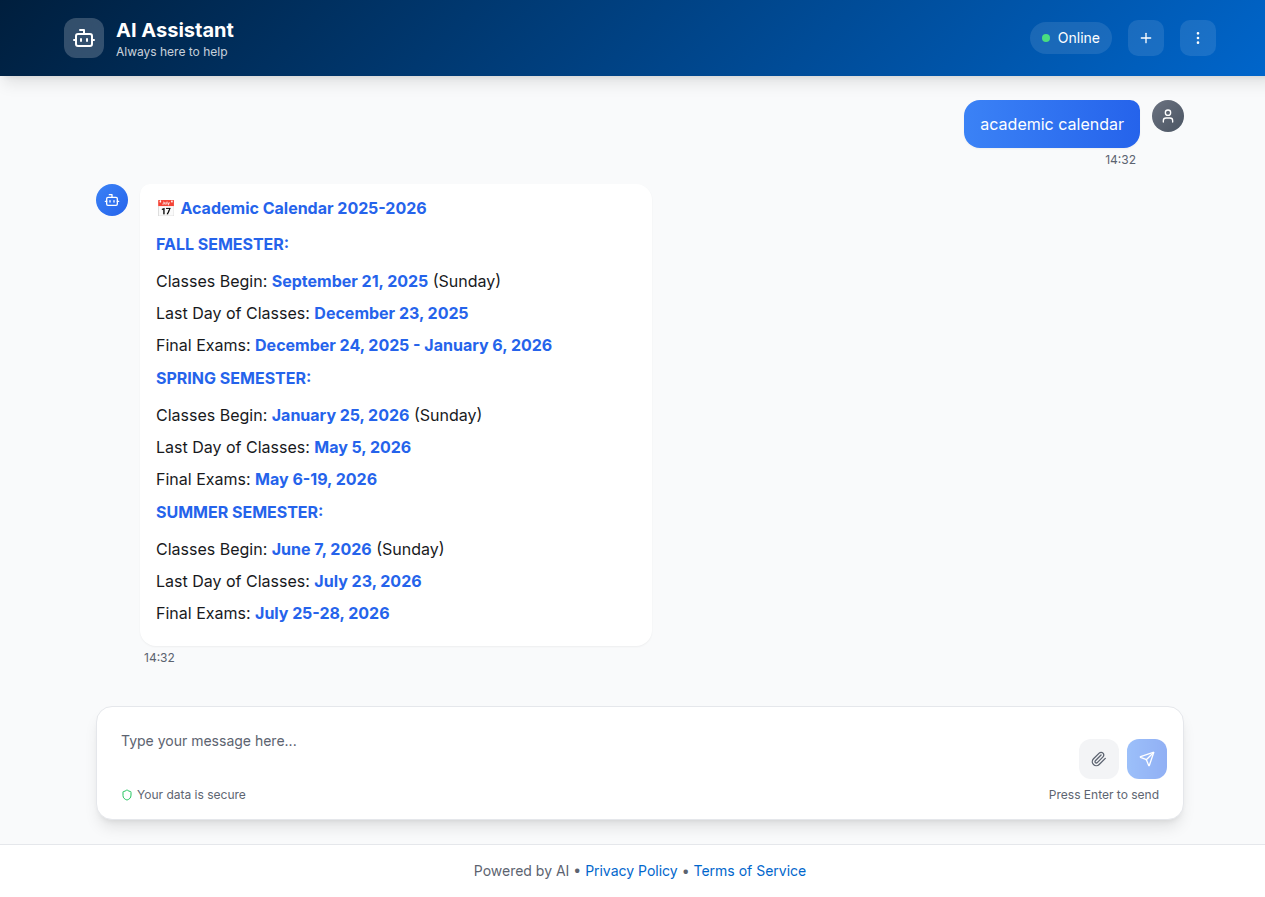 AI Assistant
Always here to help
Online
academic calendar
14:32
📅 Academic Calendar 2025-2026
FALL SEMESTER:
Classes Begin: September 21, 2025 (Sunday)
Last Day of Classes: December 23, 2025
Final Exams: December 24, 2025 - January 6, 2026
SPRING SEMESTER:
Classes Begin: January 25, 2026 (Sunday)
Last Day of Classes: May 5, 2026
Final Exams: May 6-19, 2026
SUMMER SEMESTER:
Classes Begin: June 7, 2026 (Sunday)
Last Day of Classes: July 23, 2026
Final Exams: July 25-28, 2026
14:32
Type your message here...
Your data is secure
Press Enter to send
Powered by AI • Privacy Policy • Terms of Service